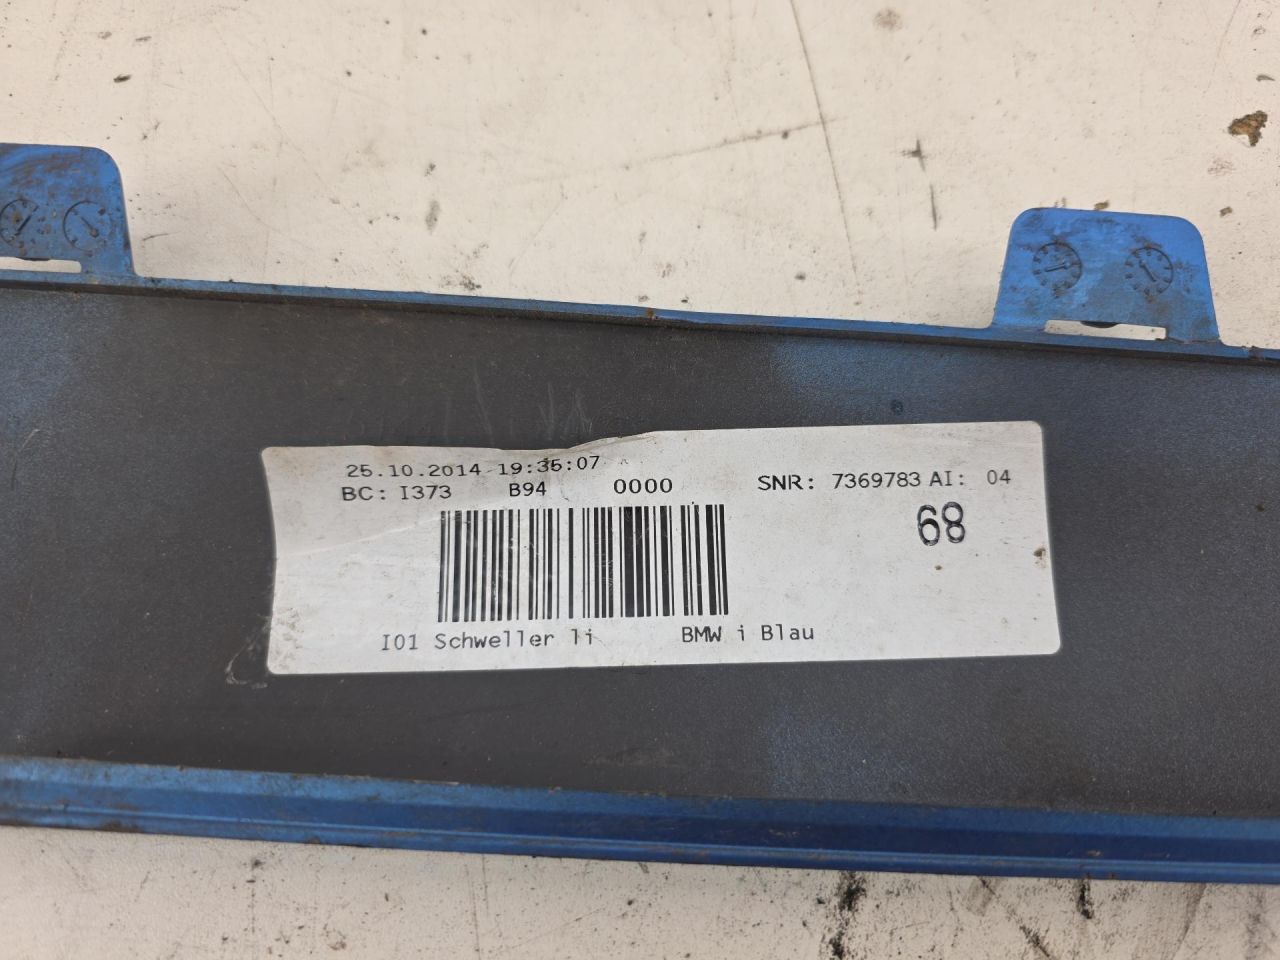 25.10.2014 19:35:07
BC: I373 B94 0000 SNR: 7369783 AI: 04
68
I01 Schweller li BMW i Blau